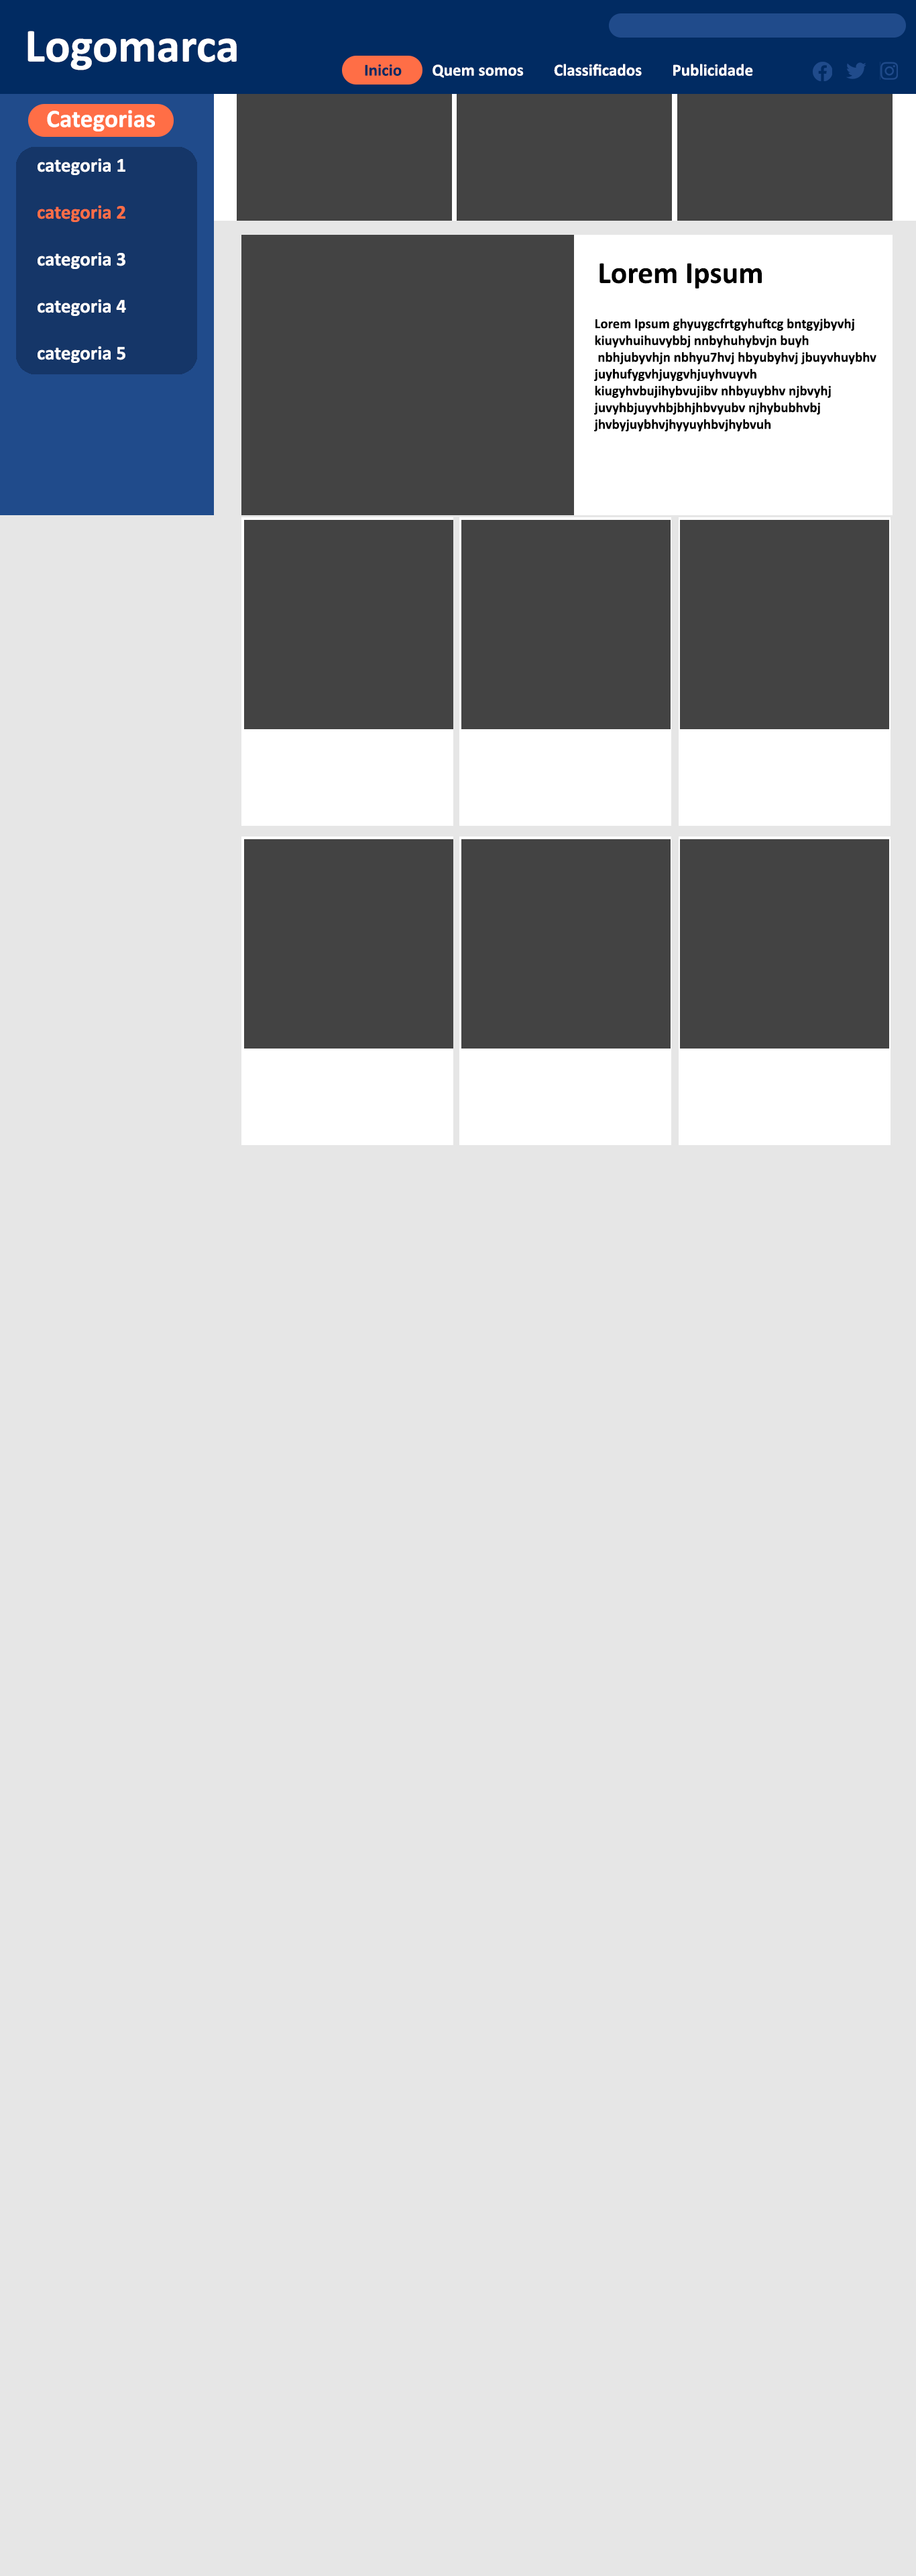 Logomarca
Inicio Quem somos Classificados Publicidade
Categorias
categoria 1
categoria 2
categoria 3
categoria 4
categoria 5
Lorem Ipsum
Lorem Ipsum ghyuygcfrtgyhuftcg bntgyjbyvhj
kiuyvhuihuvybbj nnbyhuhybvjn buyh
nbhjubyvhjn nbhyu7hvj hbyubyhvj jbuyvhuybhv
juyhufygvhjuygvhjuyhvuyvh
kiugyhvbujihybvujibv nhbyuybhv njbvyhj
juvyhbjuyvhbjbhjhbvyubv njhybubhvbj
jhvbyjuybhvjhyyuyhbvjhybvuh